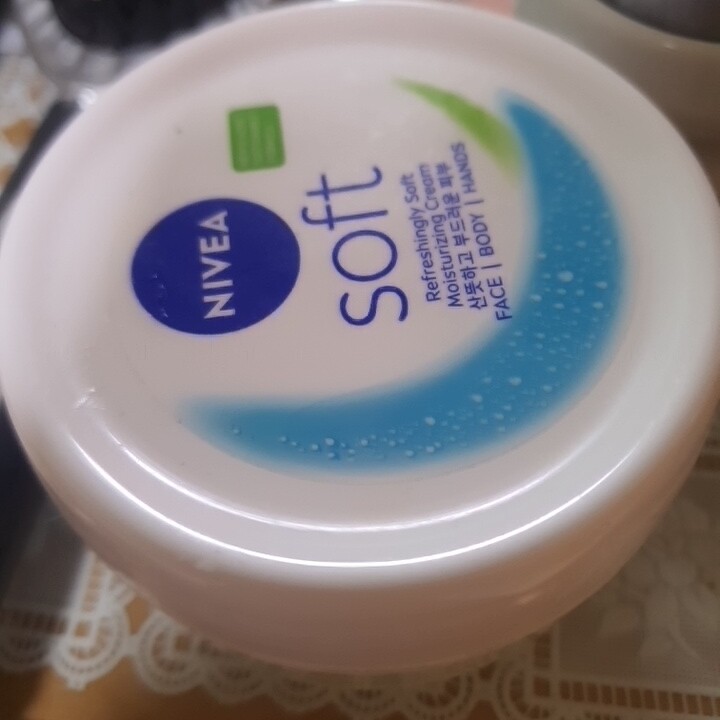 NIVEA
soft
Refreshingly Soft
Moisturizing Cream
산뜻하고 부드러운 피부
FACE | BODY | HANDS